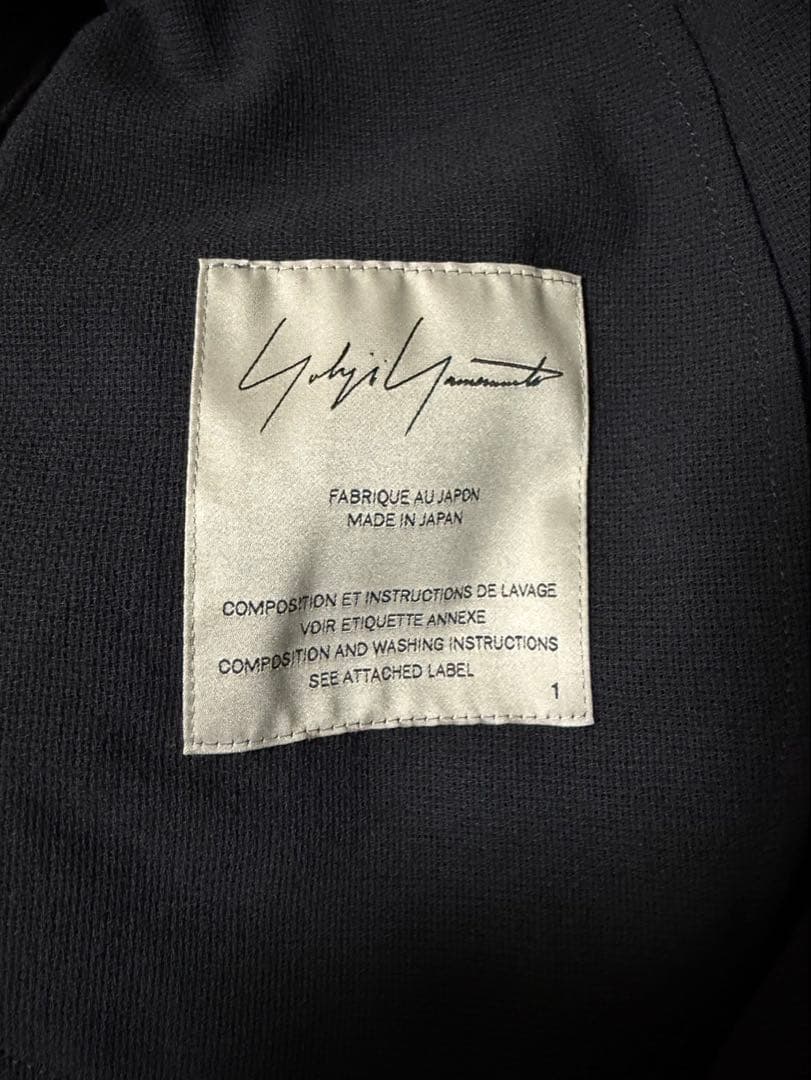 Yohji Yamamoto
FABRIQUE AU JAPON
MADE IN JAPAN
COMPOSITION ET INSTRUCTIONS DE LAVAGE
VOIR ETIQUETTE ANNEXE
COMPOSITION AND WASHING INSTRUCTIONS
SEE ATTACHED LABEL
1